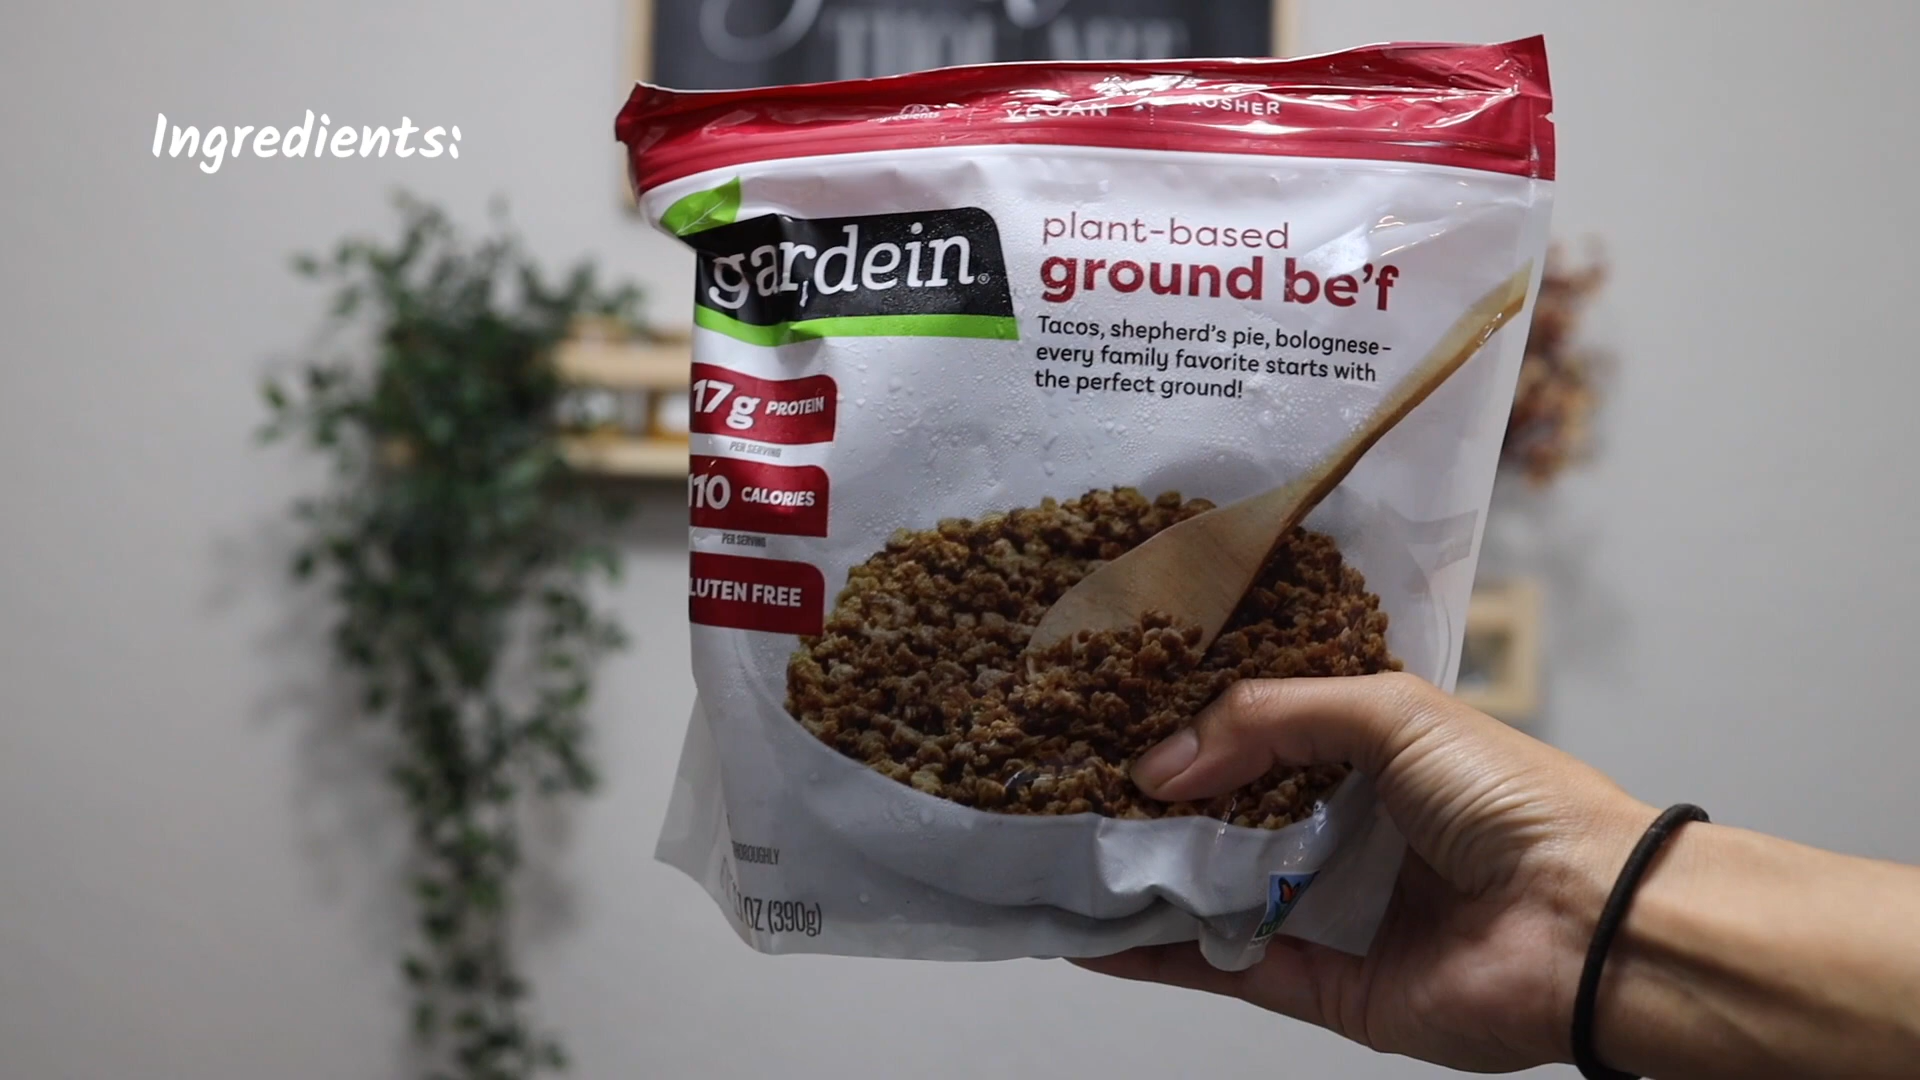 Ingredients:
ingredients VEGAN KOSHER
gardein
plant-based
ground be'f
Tacos, shepherd's pie, bolognese-
every family favorite starts with
the perfect ground!
17g PROTEIN
PER SERVING
110 CALORIES
PER SERVING
LUTEN FREE
OZ (390g)